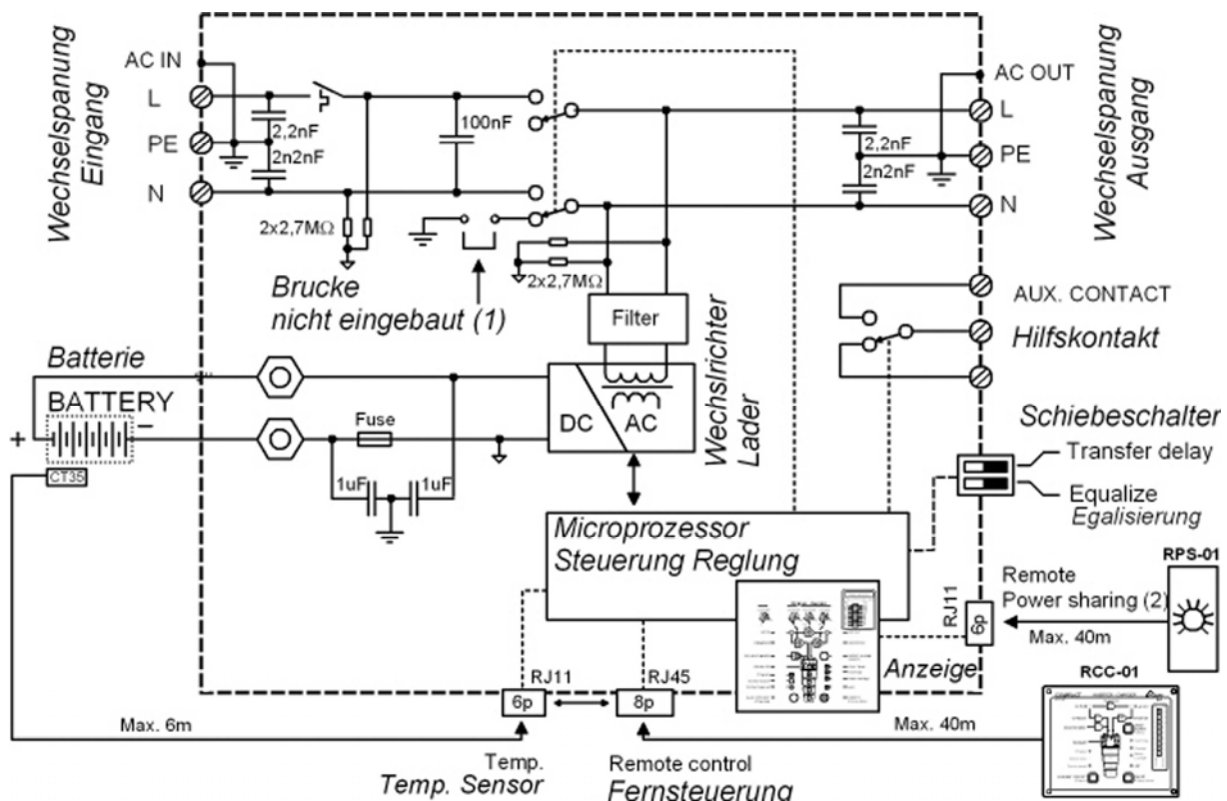 AC IN
L
PE
N
Wechselspanung
Eingang
2,2nF
2n2nF
100nF
2x2,7MΩ
Brucke
nicht eingebaut (1)
2x2,7MΩ
Filter
2,2nF
2n2nF
AC OUT
L
PE
N
Wechselspanung
Ausgang
AUX. CONTACT
Hilfskontakt
Batterie
BATTERY
+
−
CT35
Fuse
1uF
1uF
DC
AC
Wechslrichter
Lader
Schiebeschalter
Transfer delay
Equalize
Egalisierung
Microprozessor
Steuerung Reglung
Anzeige
RJ11
6p
Remote
Power sharing (2)
Max. 40m
RPS-01
RCC-01
RJ11
6p
RJ45
8p
Max. 6m
Max. 40m
Temp.
Temp. Sensor
Remote control
Fernsteuerung